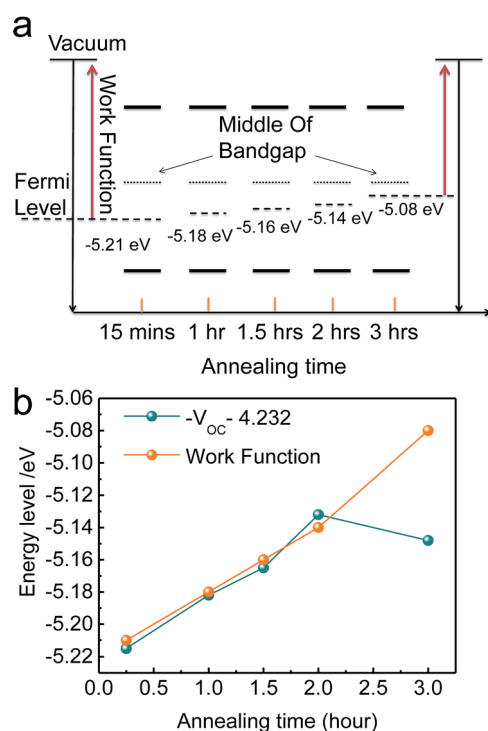 a
Vacuum
Work Function
Middle Of
Bandgap
Fermi
Level
-5.21 eV
-5.18 eV
-5.16 eV
-5.14 eV
-5.08 eV
15 mins 1 hr 1.5 hrs 2 hrs 3 hrs
Annealing time
b
-V_OC - 4.232
Work Function
Energy level /eV
-5.06
-5.08
-5.10
-5.12
-5.14
-5.16
-5.18
-5.20
-5.22
0.0 0.5 1.0 1.5 2.0 2.5 3.0
Annealing time (hour)